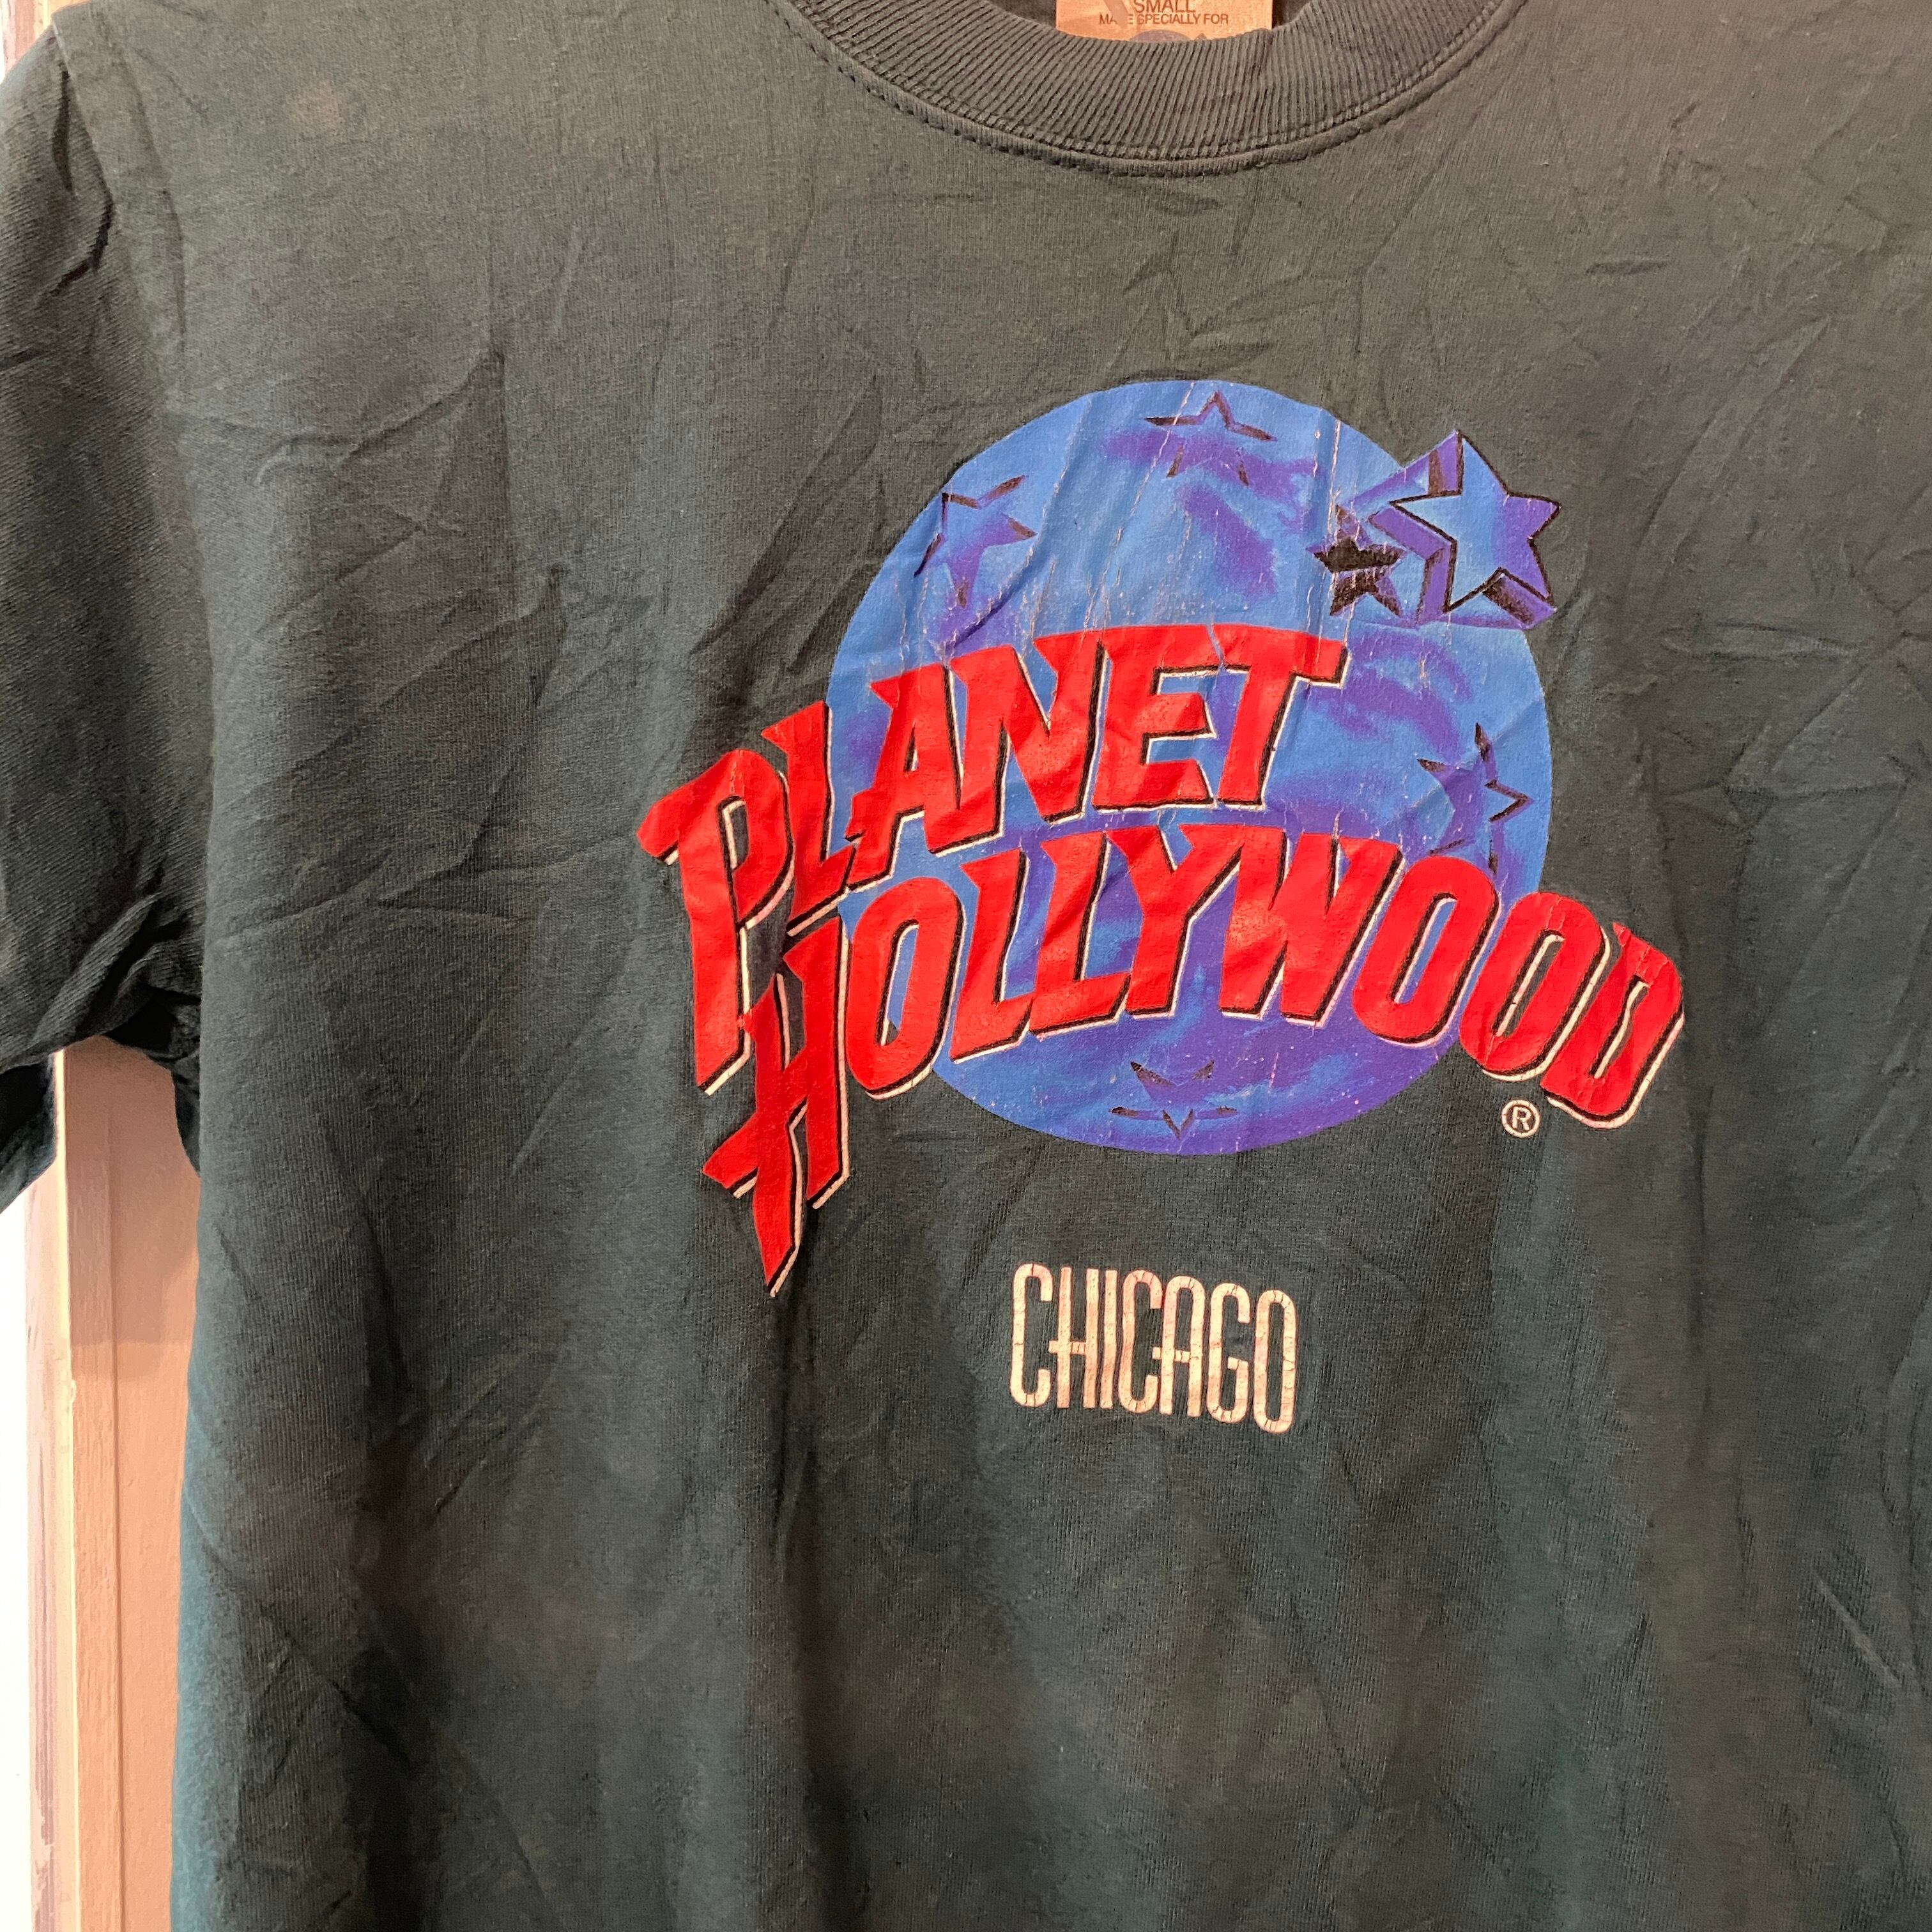 SMALL
MADE SPECIALLY FOR
PLANET
HOLLYWOOD
®
CHICAGO